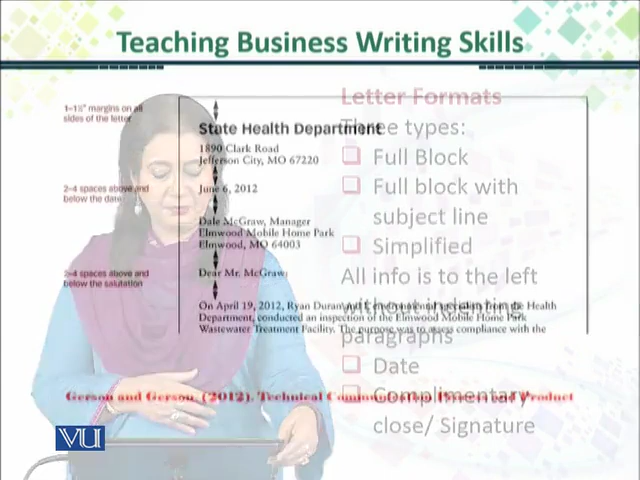 Teaching Business Writing Skills
1-1½" margins on all
sides of the letter
State Health Department
1890 Clark Road
Jefferson City, MO 67220
2-4 spaces above and
below the date
June 6, 2012
Dale McGraw, Manager
Elmwood Mobile Home Park
Elmwood, MO 64003
2-4 spaces above and
below the salutation
Dear Mr. McGraw:
On April 19, 2012, Ryan Duran, specialist from the Health
Department, conducted an inspection of the Elmwood Mobile Home Park
Wastewater Treatment Facility. The purpose was to assess compliance with the
Letter Formats
Three types:
Full Block
Full block with
subject line
Simplified
All info is to the left
without
paragraphs
Date
Complimentary
close/ Signature
Gerson and Gerson. (2012). Technical Communication Process and Product
VU